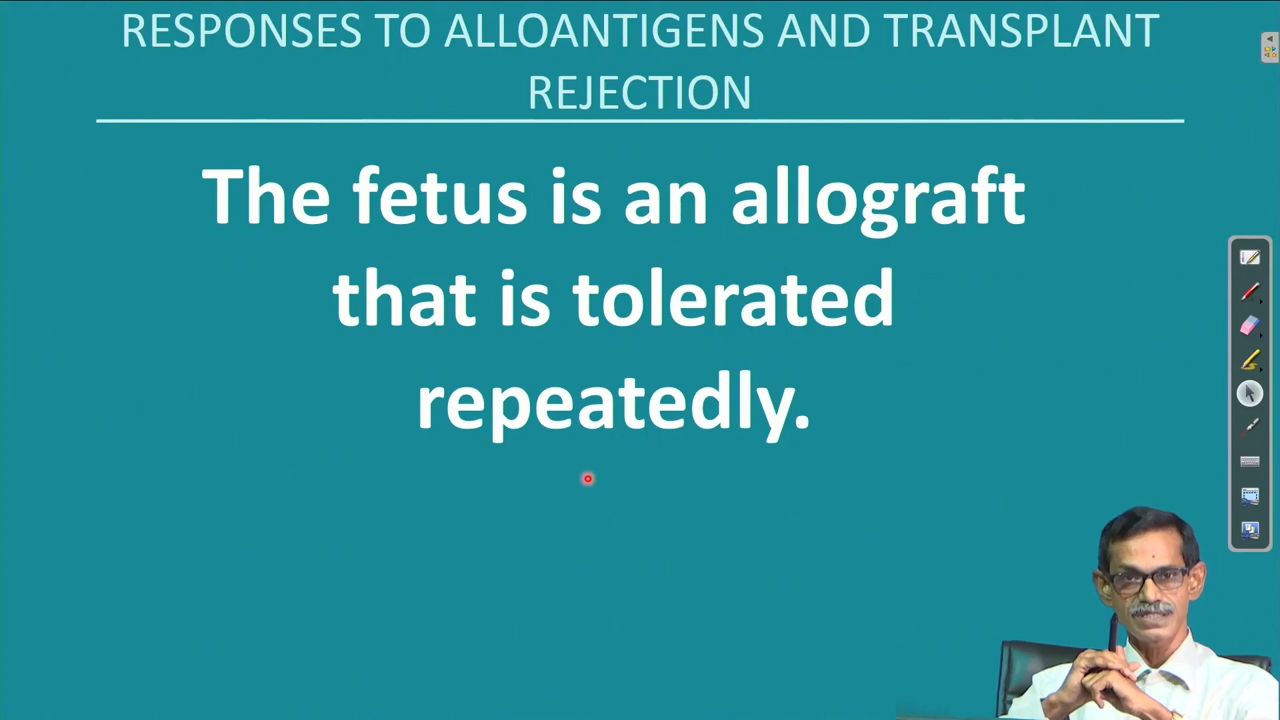 RESPONSES TO ALLOANTIGENS AND TRANSPLANT
REJECTION
The fetus is an allograft
that is tolerated
repeatedly.